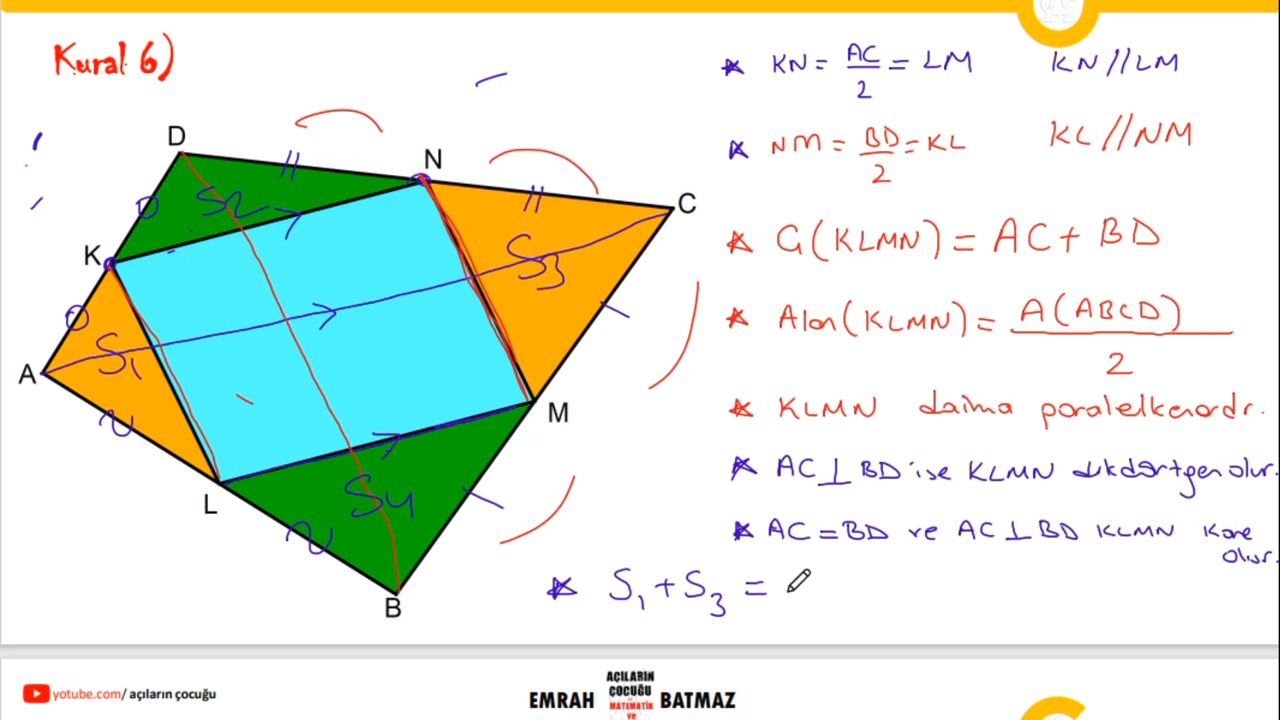 Kural 6)
KN = AC/2 = LM KN // LM
NM = BD/2 = KL KL // NM
Ç(KLMN) = AC + BD
Alan(KLMN) = A(ABCD)/2
KLMN daima paralelkenardır.
AC ⊥ BD ise KLMN dikdörtgen olur.
AC = BD ve AC ⊥ BD KLMN kare
olur.
S1 + S3 =
D
N
C
K
A
M
L
B
S2
S3
S1
S4
yotube.com/ açıların çocuğu
EMRAH
AÇILARIN
ÇOCUĞU
MATEMATİK
ve
BATMAZ